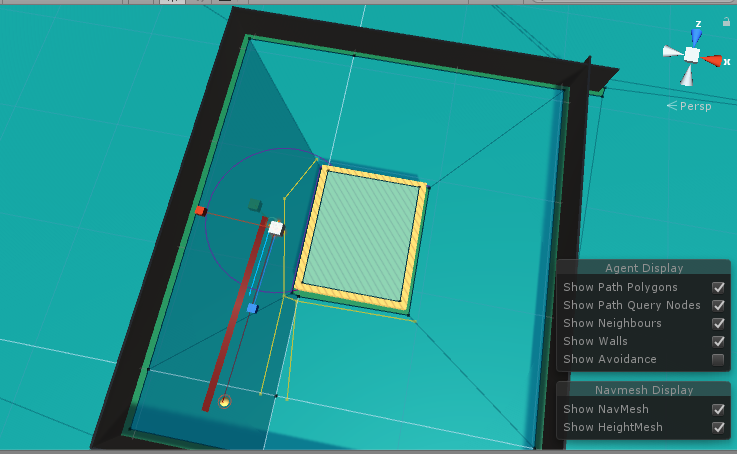 z
x
< Persp
Agent Display
Show Path Polygons
Show Path Query Nodes
Show Neighbours
Show Walls
Show Avoidance
Navmesh Display
Show NavMesh
Show HeightMesh